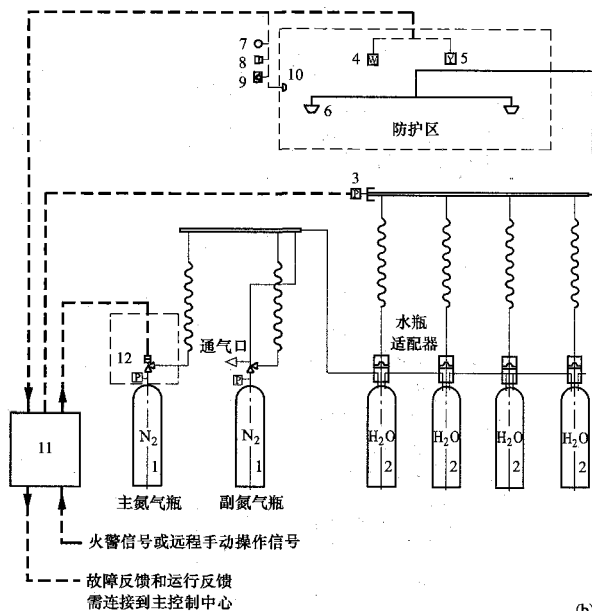 7
8
9
10
4
W
5
Y
6
防护区
3
P
水瓶
适配器
通气口
12
P
P
N₂
1
N₂
1
H₂O
2
H₂O
2
H₂O
2
H₂O
2
11
主氮气瓶
副氮气瓶
火警信号或远程手动操作信号
故障反馈和运行反馈
需连接到主控制中心
(b)